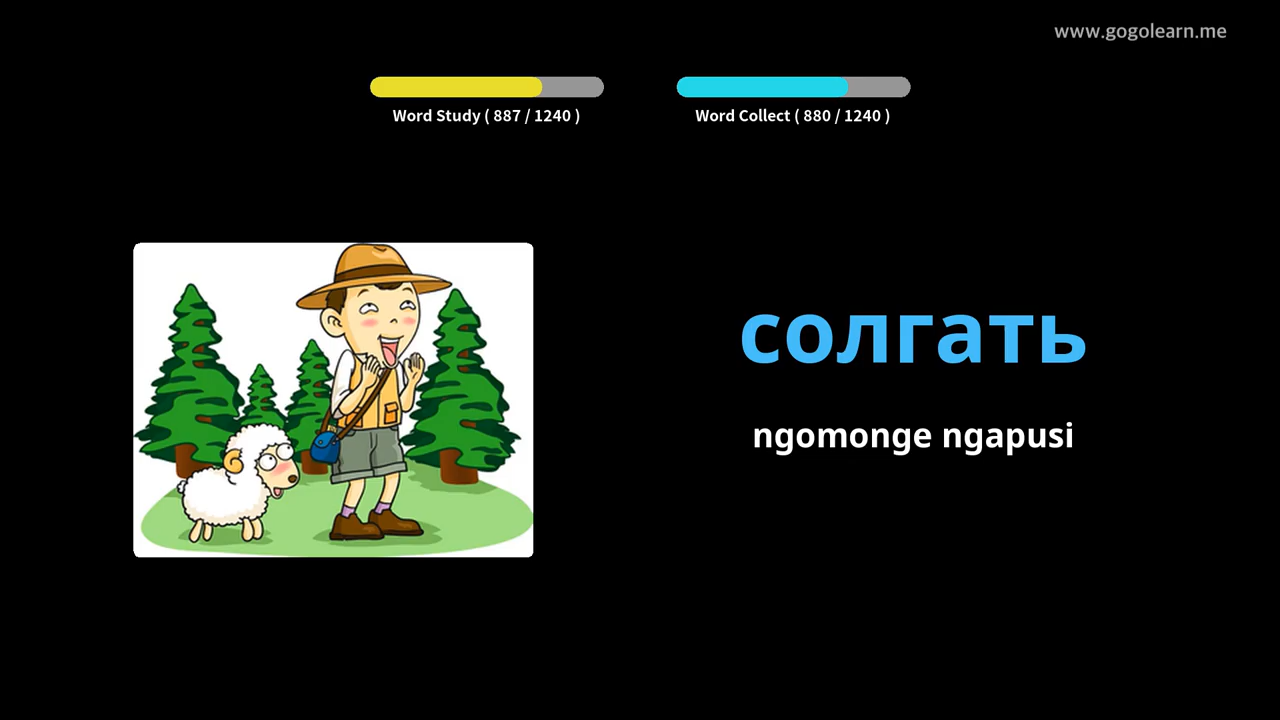 www.gogolearn.me
Word Study ( 887 / 1240 )
Word Collect ( 880 / 1240 )
солгать
ngomonge ngapusi